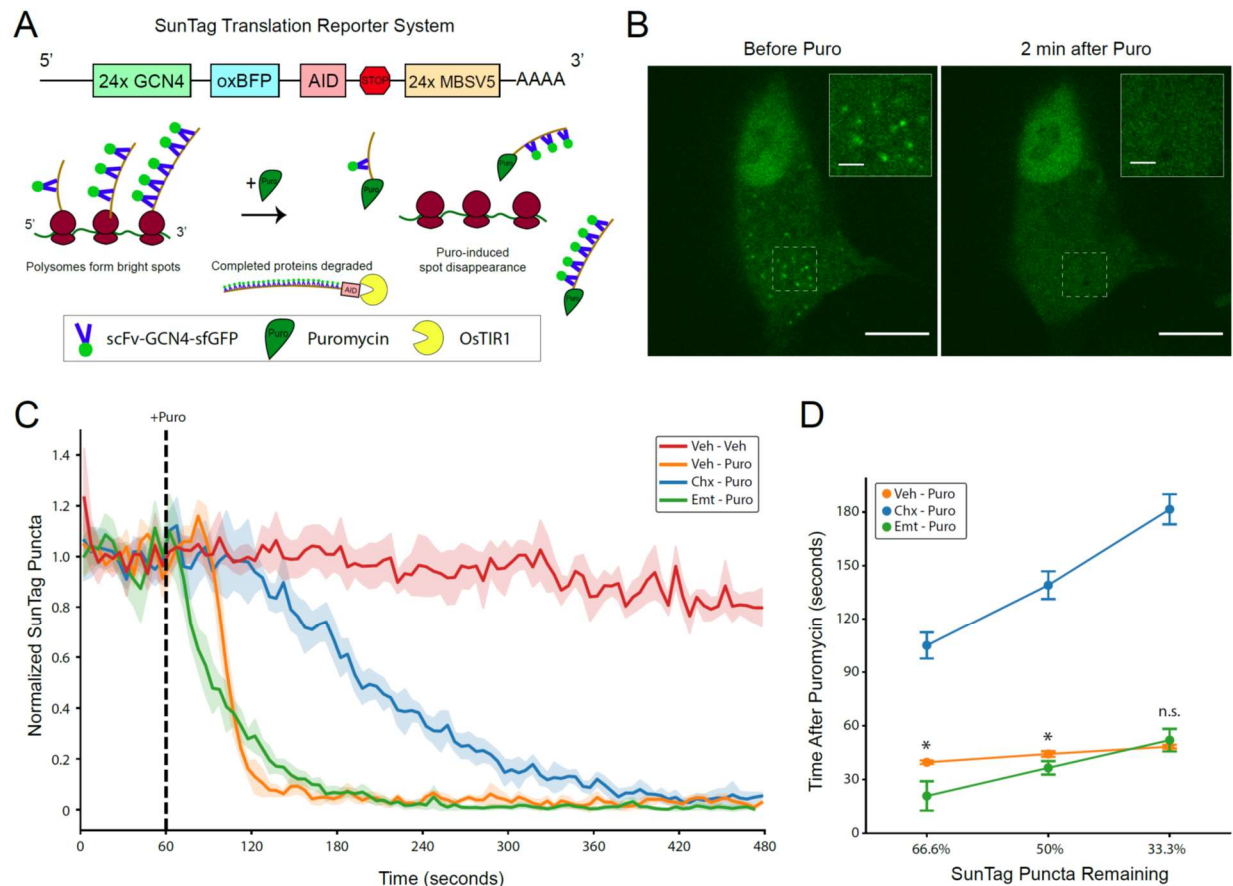 A
SunTag Translation Reporter System
5’
3’
24x GCN4
oxBFP
AID
STOP
24x MBSV5
AAAA
+
Puro
Puro
Puro
Puro
5’
3’
Polysomes form bright spots
Completed proteins degraded
AID
Puro-induced
spot disappearance
scFv-GCN4-sfGFP
Puro
Puromycin
OsTIR1
B
Before Puro
2 min after Puro
C
+Puro
Normalized SunTag Puncta
1.4
1.2
1.0
0.8
0.6
0.4
0.2
0
0
60
120
180
240
300
360
420
480
Time (seconds)
Veh - Veh
Veh - Puro
Chx - Puro
Emt - Puro
D
Time After Puromycin (seconds)
180
150
120
90
60
30
0
Veh - Puro
Chx - Puro
Emt - Puro
*
*
n.s.
66.6%
50%
33.3%
SunTag Puncta Remaining